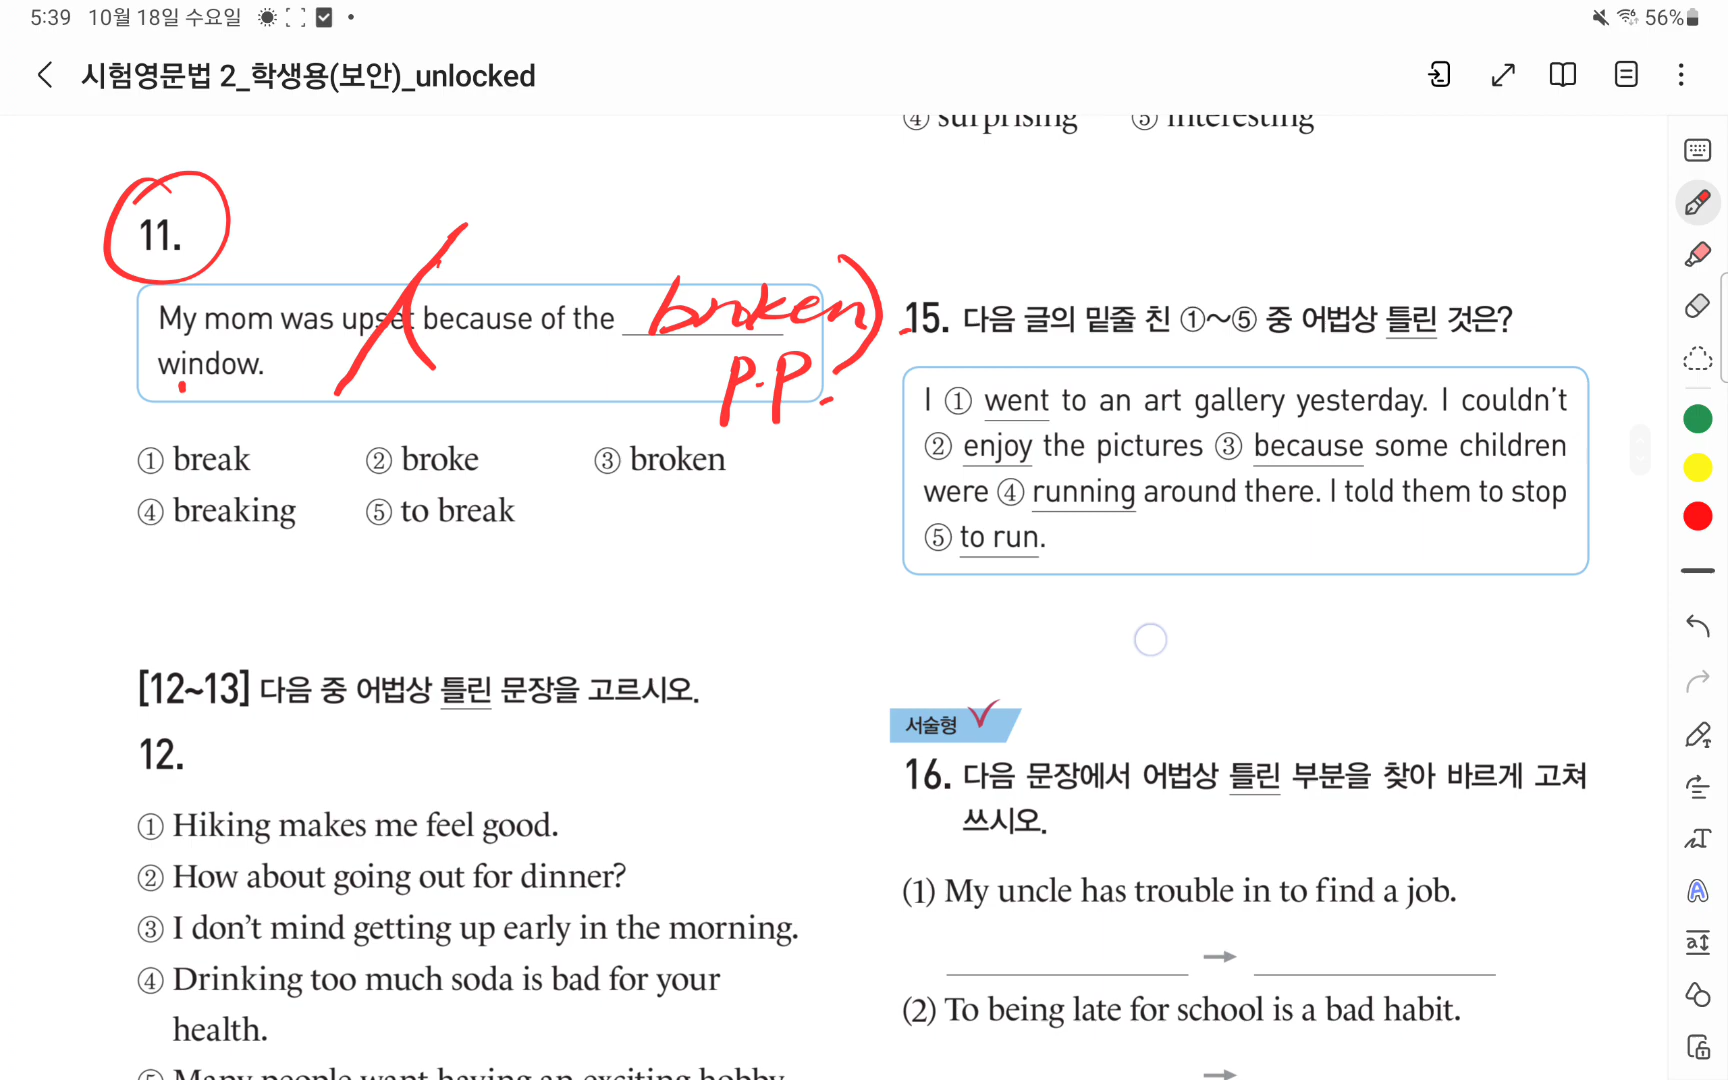 5:39 10월 18일 수요일
56%
시험영문법 2_학생용(보안)_unlocked
11.
My mom was upset because of the broken
window.
p.p
① break ② broke ③ broken
④ breaking ⑤ to break
[12~13] 다음 중 어법상 틀린 문장을 고르시오.
12.
① Hiking makes me feel good.
② How about going out for dinner?
③ I don't mind getting up early in the morning.
④ Drinking too much soda is bad for your
health.
⑤ Many people want having an exciting hobby
④ surprising ⑤ interesting
15. 다음 글의 밑줄 친 ①~⑤ 중 어법상 틀린 것은?
I ① went to an art gallery yesterday. I couldn't
② enjoy the pictures ③ because some children
were ④ running around there. I told them to stop
⑤ to run.
서술형
16. 다음 문장에서 어법상 틀린 부분을 찾아 바르게 고쳐
쓰시오.
(1) My uncle has trouble in to find a job.
→
(2) To being late for school is a bad habit.
→